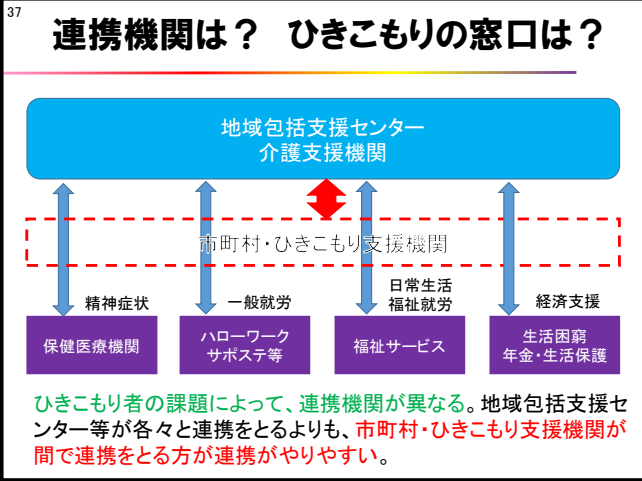 37
連携機関は？　ひきこもりの窓口は？
地域包括支援センター
介護支援機関
市町村・ひきこもり支援機関
精神症状
一般就労
日常生活
福祉就労
経済支援
保健医療機関
ハローワーク
サポステ等
福祉サービス
生活困窮
年金・生活保護
ひきこもり者の課題によって、連携機関が異なる。地域包括支援セ
ンター等が各々と連携をとるよりも、市町村・ひきこもり支援機関が
間で連携をとる方が連携がやりやすい。